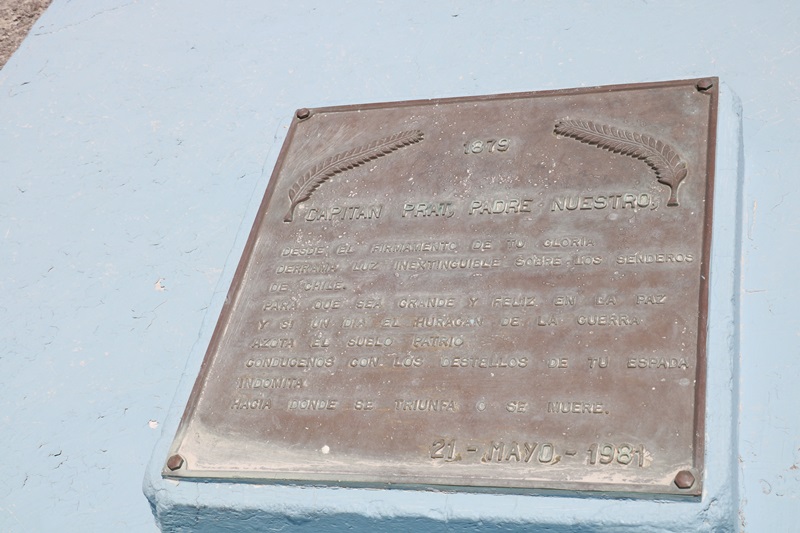 1879
CAPITAN PRAT, PADRE NUESTRO,
DESDE EL FIRMAMENTO DE TU GLORIA
DERRAMA LUZ INEXTINGUIBLE SOBRE LOS SENDEROS
DE CHILE
PARA QUE SEA GRANDE Y FELIZ EN LA PAZ
Y SI UN DIA EL HURACAN DE LA GUERRA
AZOTA EL SUELO PATRIO
CONDUCENOS CON LOS DESTELLOS DE TU ESPADA
INDOMITA
HACIA DONDE SE TRIUNFA O SE MUERE.
21.- MAYO.- 1981